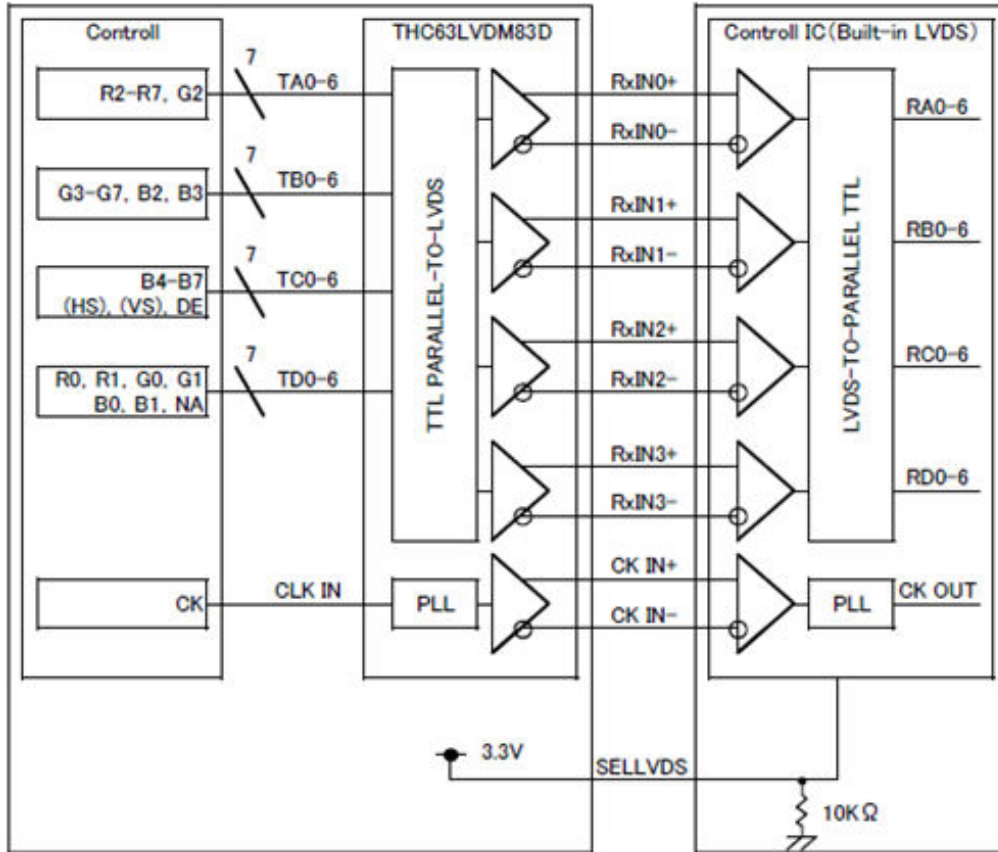 Controll
THC63LVDM83D
Controll IC(Built-in LVDS)
R2-R7, G2
7
TA0-6
G3-G7, B2, B3
7
TB0-6
B4-B7
(HS), (VS), DE
7
TC0-6
R0, R1, G0, G1
B0, B1, NA
7
TD0-6
CK
CLK IN
TTL PARALLEL-TO-LVDS
PLL
RxIN0+
RxIN0-
RxIN1+
RxIN1-
RxIN2+
RxIN2-
RxIN3+
RxIN3-
CK IN+
CK IN-
LVDS-TO-PARALLEL TTL
PLL
RA0-6
RB0-6
RC0-6
RD0-6
CK OUT
3.3V
SELLVDS
10KΩ